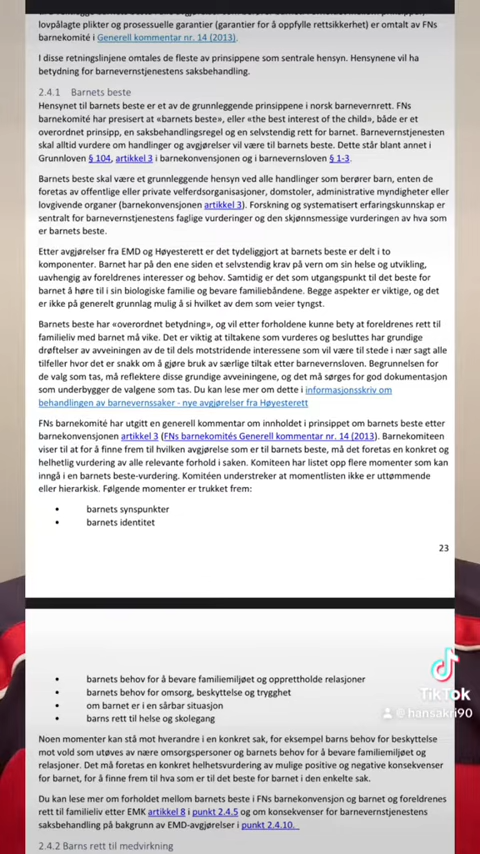 lovpålagte plikter og prosessuelle garantier (garantier for å oppfylle rettsikkerhet) er omtalt av FNs
barnekomité i Generell kommentar nr. 14 (2013).
I disse retningslinjene omtales de fleste av prinsippene som sentrale hensyn. Hensynene vil ha
betydning for barnevernstjenestens saksbehandling.
2.4.1 Barnets beste
Hensynet til barnets beste er et av de grunnleggende prinsippene i norsk barnevernrett. FNs
barnekomité har presisert at «barnets beste», eller «the best interest of the child», både er et
overordnet prinsipp, en saksbehandlingsregel og en selvstendig rett for barnet. Barnevernstjenesten
skal alltid vurdere om handlinger og avgjørelser vil være til barnets beste. Dette står blant annet i
Grunnloven § 104, artikkel 3 i barnekonvensjonen og i barnevernsloven § 1-3.
Barnets beste skal være et grunnleggende hensyn ved alle handlinger som berører barn, enten de
foretas av offentlige eller private velferdsorganisasjoner, domstoler, administrative myndigheter eller
lovgivende organer (barnekonvensjonen artikkel 3). Forskning og systematisert erfaringskunnskap er
sentralt for barnevernstjenestens faglige vurderinger og den skjønnsmessige vurderingen av hva som
er barnets beste.
Etter avgjørelser fra EMD og Høyesterett er det tydeliggjort at barnets beste er delt i to
komponenter. Barnet har på den ene siden et selvstendig krav på vern om sin helse og utvikling,
uavhengig av foreldrenes interesser og behov. Samtidig er det som utgangspunkt til det beste for
barnet å høre til i sin biologiske familie og bevare familiebåndene. Begge aspekter er viktige, og det
er ikke på generelt grunnlag mulig å si hvilket av dem som veier tyngst.
Barnets beste har «overordnet betydning», og vil etter forholdene kunne bety at foreldrenes rett til
familieliv med barnet må vike. Det er viktig at tiltakene som vurderes og besluttes har grundige
drøftelser av avveiningen av de til dels motstridende interessene som vil være til stede i nær sagt alle
tilfeller hvor det er snakk om å gjøre bruk av særlige tiltak etter barnevernsloven. Begrunnelsen for
de valg som tas, må reflektere disse grundige avveiningene, og det må sørges for god dokumentasjon
som underbygger de valgene som tas. Du kan lese mer om dette i informasjonsskriv om
behandlingen av barnevernssaker - nye avgjørelser fra Høyesterett
FNs barnekomité har utgitt en generell kommentar om innholdet i prinsippet om barnets beste etter
barnekonvensjonen artikkel 3 (FNs barnekomités Generell kommentar nr. 14 (2013). Barnekomiteen
viser til at for å finne frem til hvilken avgjørelse som er til barnets beste, må det foretas en konkret og
helhetlig vurdering av alle relevante forhold i saken. Komiteen har listet opp flere momenter som kan
inngå i en barnets beste-vurdering. Komitéen understreker at momentlisten ikke er uttømmende
eller hierarkisk. Følgende momenter er trukket frem:
• barnets synspunkter
• barnets identitet
23
• barnets behov for å bevare familiemiljøet og opprettholde relasjoner
• barnets behov for omsorg, beskyttelse og trygghet
• om barnet er i en sårbar situasjon
• barns rett til helse og skolegang
Noen momenter kan stå mot hverandre i en konkret sak, for eksempel barns behov for beskyttelse
mot vold som utøves av nære omsorgspersoner og barnets behov for å bevare familiemiljøet og
relasjoner. Det må foretas en konkret helhetsvurdering av mulige positive og negative konsekvenser
for barnet, for å finne frem til hva som er til det beste for barnet i den enkelte sak.
Du kan lese mer om forholdet mellom barnets beste i FNs barnekonvensjon og barnet og foreldrenes
rett til familieliv etter EMK artikkel 8 i punkt 2.4.5 og om konsekvenser for barnevernstjenestens
saksbehandling på bakgrunn av EMD-avgjørelser i punkt 2.4.10.
2.4.2 Barns rett til medvirkning
TikTok
@hansakri90